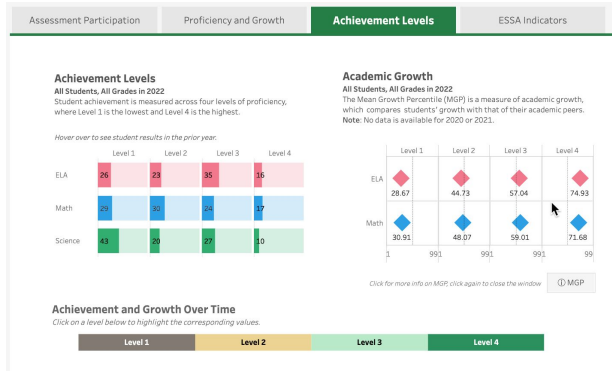 Assessment Participation
Proficiency and Growth
Achievement Levels
ESSA Indicators
Achievement Levels
All Students, All Grades in 2022
Student achievement is measured across four levels of proficiency,
where Level 1 is the lowest and Level 4 is the highest.
Hover over to see student results in the prior year.
Level 1 Level 2 Level 3 Level 4
ELA 26 23 35 16
Math 29 30 24 17
Science 43 20 27 10
Academic Growth
All Students, All Grades in 2022
The Mean Growth Percentile (MGP) is a measure of academic growth,
which compares students' growth with that of their academic peers.
Note: No data is available for 2020 or 2021.
Level 1 Level 2 Level 3 Level 4
ELA
28.67 44.73 57.04 74.93
Math
30.91 48.07 59.01 71.68
1 991 991 991 99
Click for more info on MGP, click again to close the window
ⓘ MGP
Achievement and Growth Over Time
Click on a level below to highlight the corresponding values.
Level 1 Level 2 Level 3 Level 4